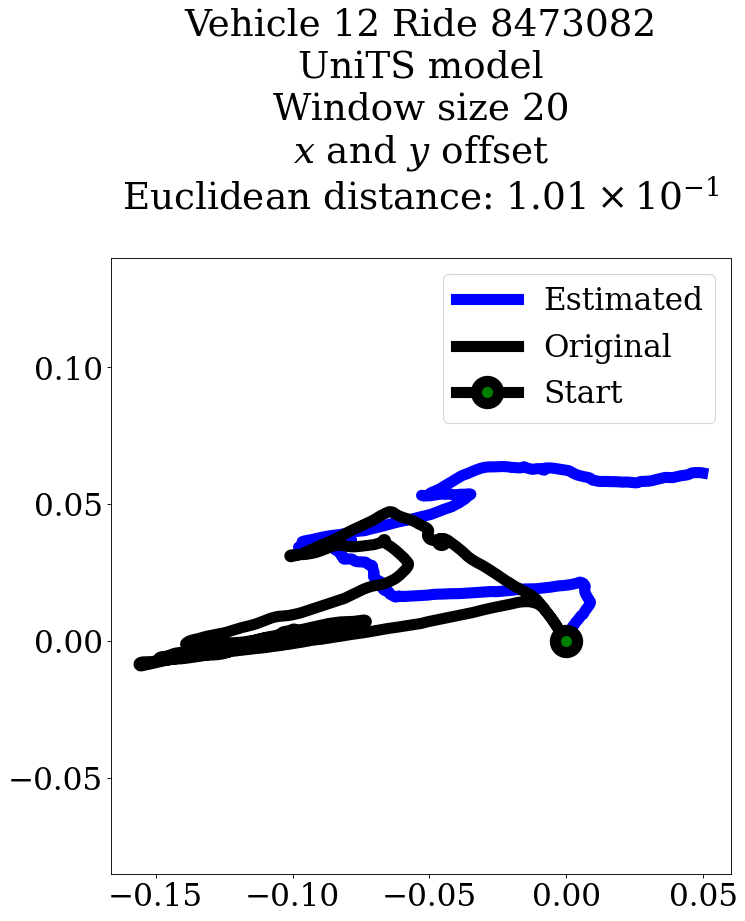 Vehicle 12 Ride 8473082
UniTS model
Window size 20
x and y offset
Euclidean distance: 1.01 × 10⁻¹
Estimated
Original
Start
0.10
0.05
0.00
−0.05
−0.15
−0.10
−0.05
0.00
0.05